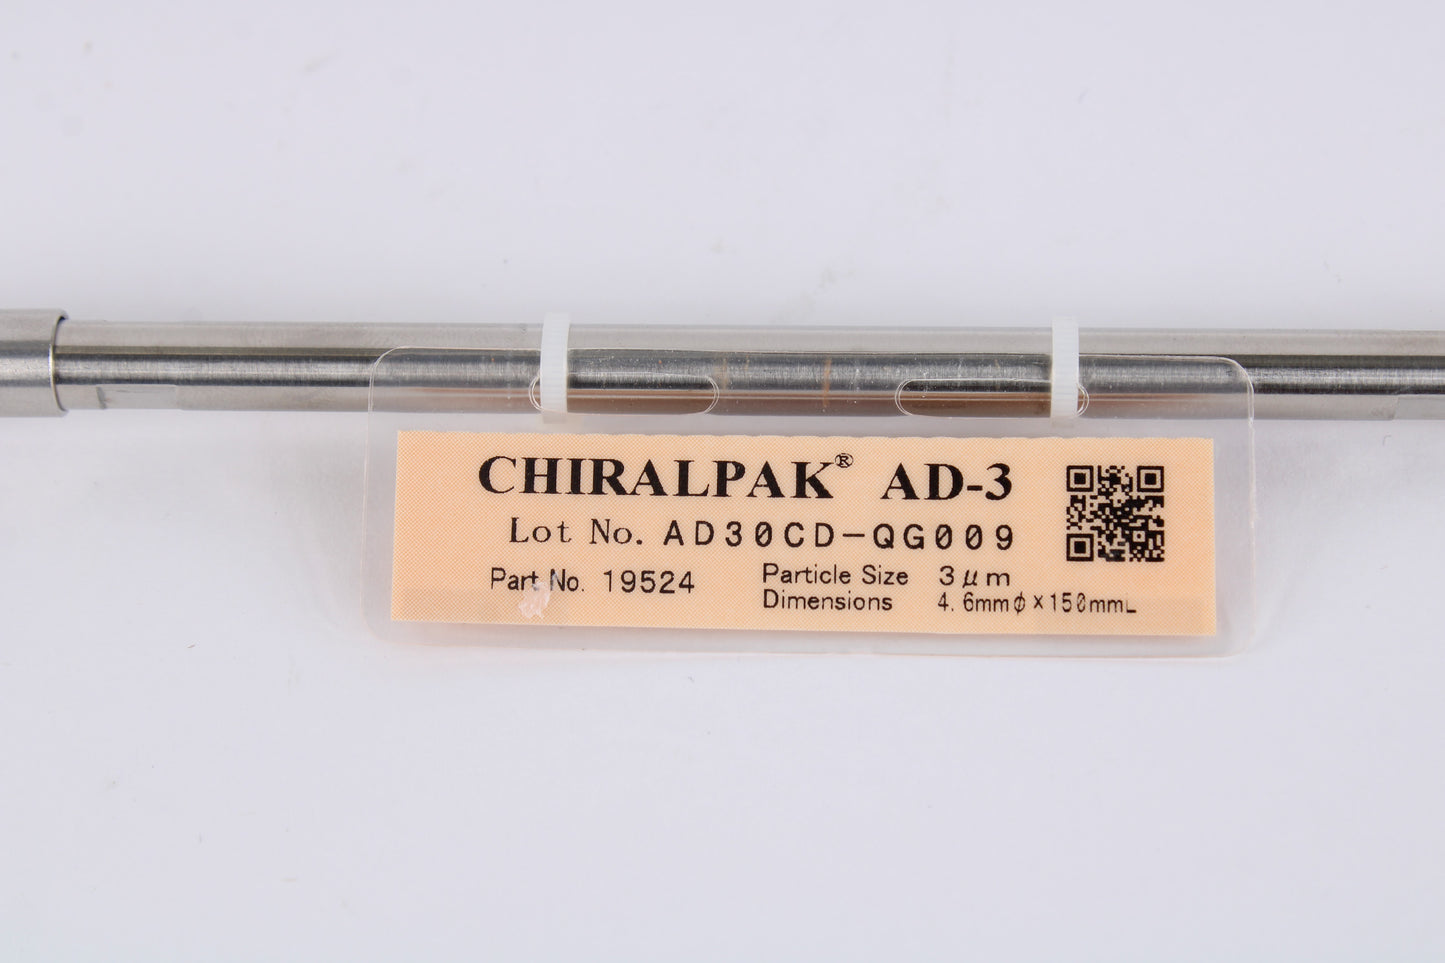 CHIRALPAK® AD-3
Lot No. AD30CD-QG009
Part No. 19524
Particle Size 3μm
Dimensions 4.6mmφ×150mmL